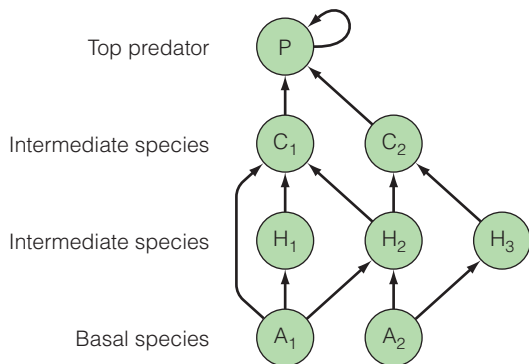 Top predator P
Intermediate species C₁ C₂
Intermediate species H₁ H₂ H₃
Basal species A₁ A₂